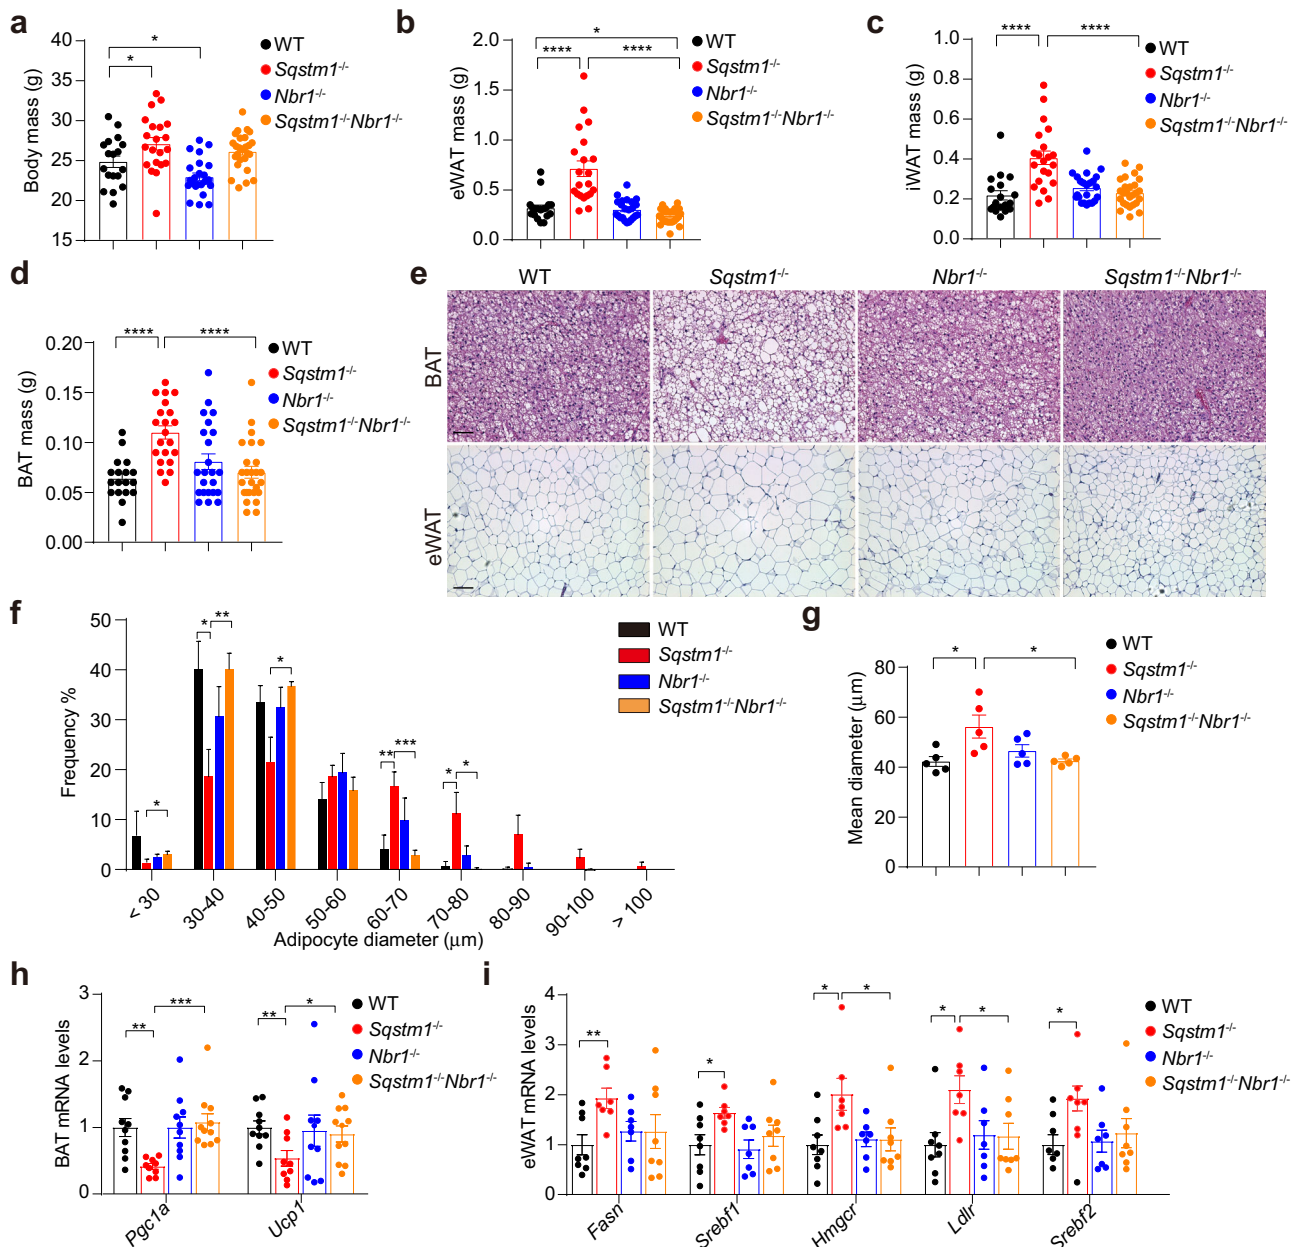 a
*
*
Body mass (g)
40
35
30
25
20
15
WT
Sqstm1-/-
Nbr1-/-
Sqstm1-/-Nbr1-/-
b
*
****
****
eWAT mass (g)
2.0
1.5
1.0
0.5
0.0
WT
Sqstm1-/-
Nbr1-/-
Sqstm1-/-Nbr1-/-
c
****
****
iWAT mass (g)
1.0
0.8
0.6
0.4
0.2
0.0
WT
Sqstm1-/-
Nbr1-/-
Sqstm1-/-Nbr1-/-
d
****
****
BAT mass (g)
0.20
0.15
0.10
0.05
0.00
WT
Sqstm1-/-
Nbr1-/-
Sqstm1-/-Nbr1-/-
e
WT Sqstm1-/- Nbr1-/- Sqstm1-/-Nbr1-/-
BAT
eWAT
f
Frequency %
50
40
30
20
10
0
* **
*
*
** ***
* *
< 30 30-40 40-50 50-60 60-70 70-80 80-90 90-100 > 100
Adipocyte diameter (μm)
WT
Sqstm1-/-
Nbr1-/-
Sqstm1-/-Nbr1-/-
g
* *
Mean diameter (μm)
80
60
40
20
0
WT
Sqstm1-/-
Nbr1-/-
Sqstm1-/-Nbr1-/-
h
BAT mRNA levels
3
2
1
0
** ***
** *
Pgc1a Ucp1
WT
Sqstm1-/-
Nbr1-/-
Sqstm1-/-Nbr1-/-
i
eWAT mRNA levels
4
3
2
1
0
**
*
* *
* *
*
Fasn Srebf1 Hmgcr Ldlr Srebf2
WT
Sqstm1-/-
Nbr1-/-
Sqstm1-/-Nbr1-/-